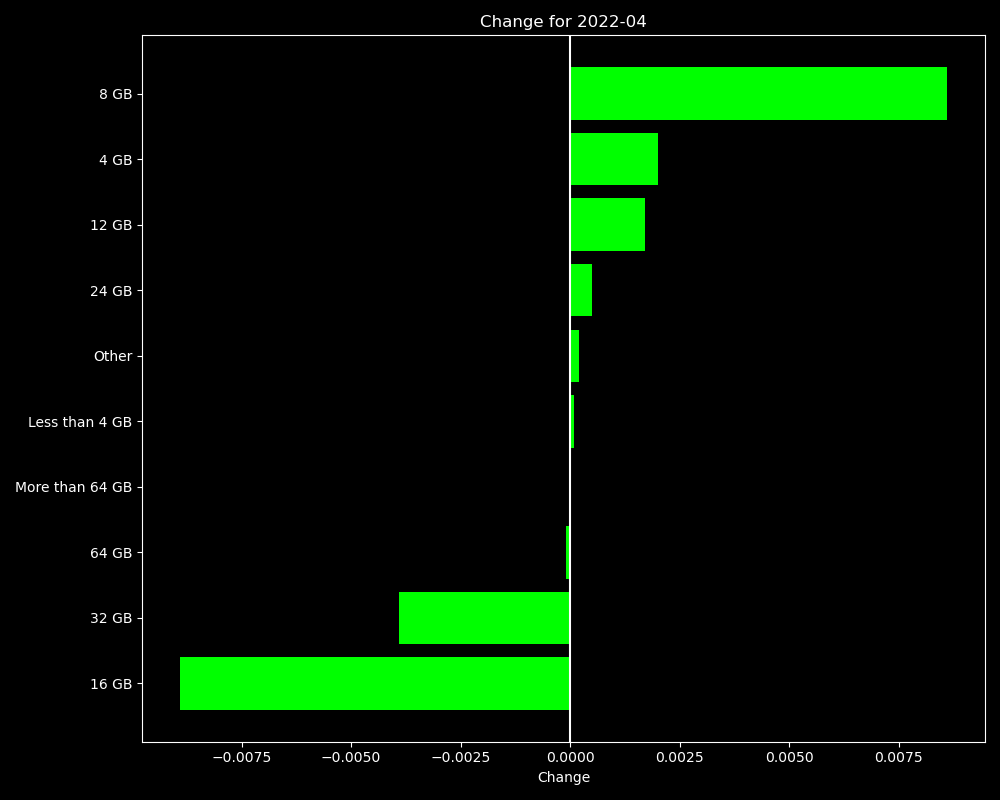 Change for 2022-04
8 GB
4 GB
12 GB
24 GB
Other
Less than 4 GB
More than 64 GB
64 GB
32 GB
16 GB
−0.0075 −0.0050 −0.0025 0.0000 0.0025 0.0050 0.0075
Change